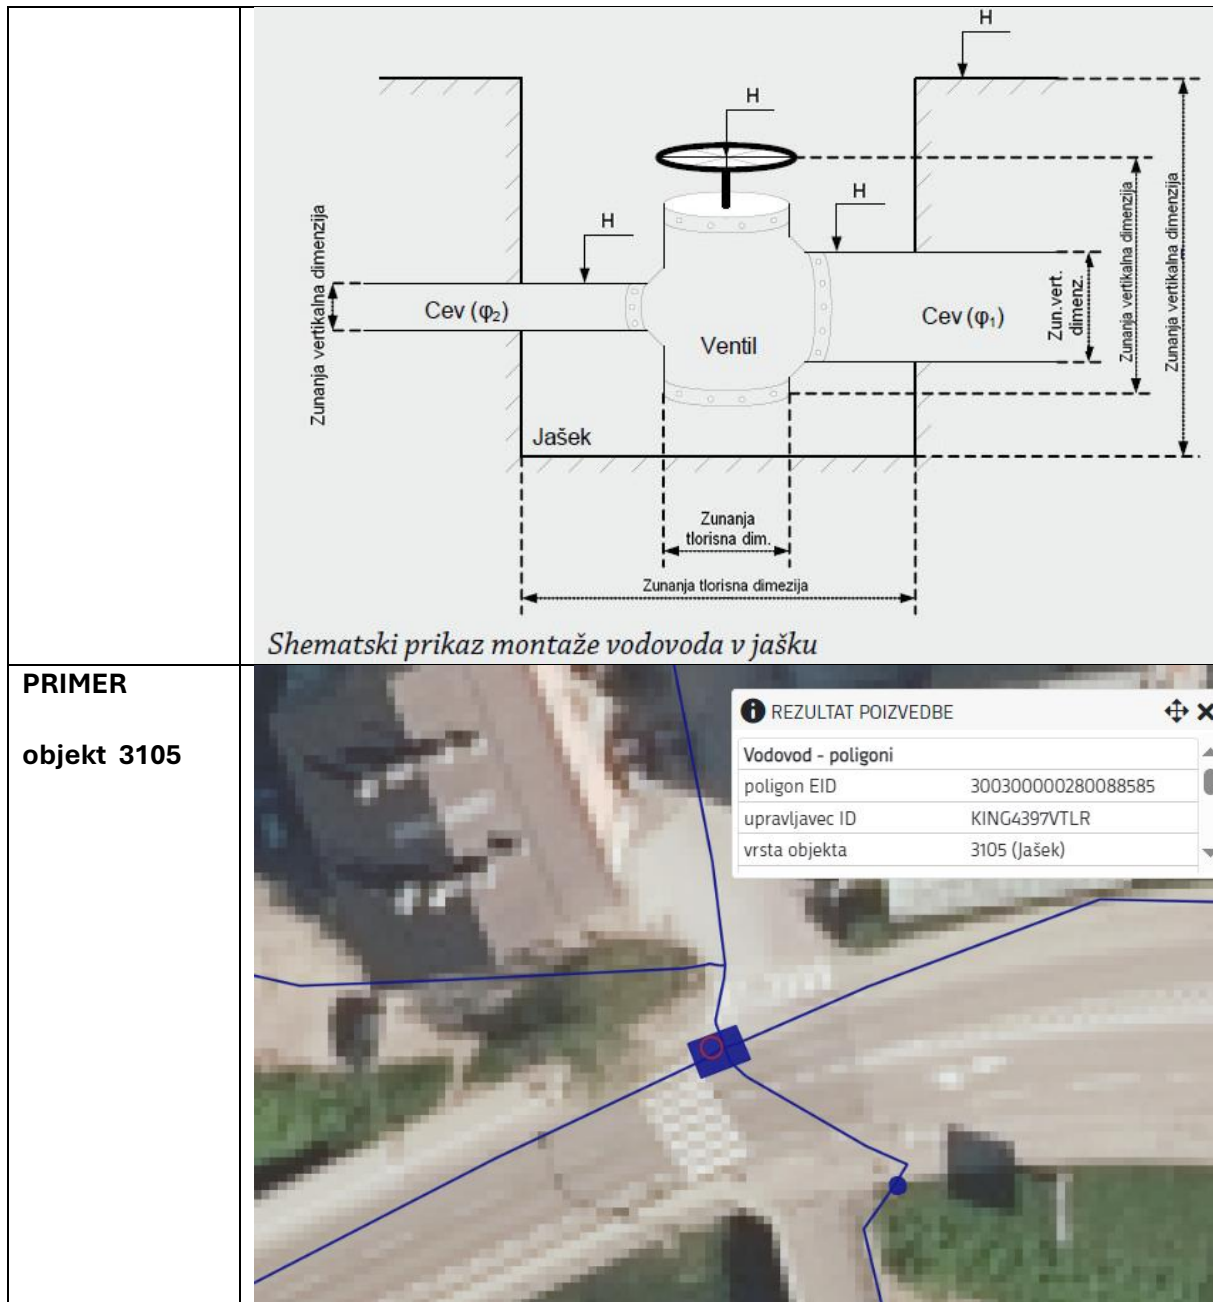 H
H
H
H
Zunanja vertikalna dimenzija
Cev (φ₂)
Ventil
Cev (φ₁)
Zun.vert.
dimenz.
Zunanja vertikalna dimenzija
Zunanja vertikalna dimenzija
Jašek
Zunanja
tlorisna dim.
Zunanja tlorisna dimezija
Shematski prikaz montaže vodovoda v jašku
PRIMER
objekt 3105
REZULTAT POIZVEDBE
Vodovod - poligoni
poligon EID 300300000280088585
upravljavec ID KING4397VTLR
vrsta objekta 3105 (Jašek)